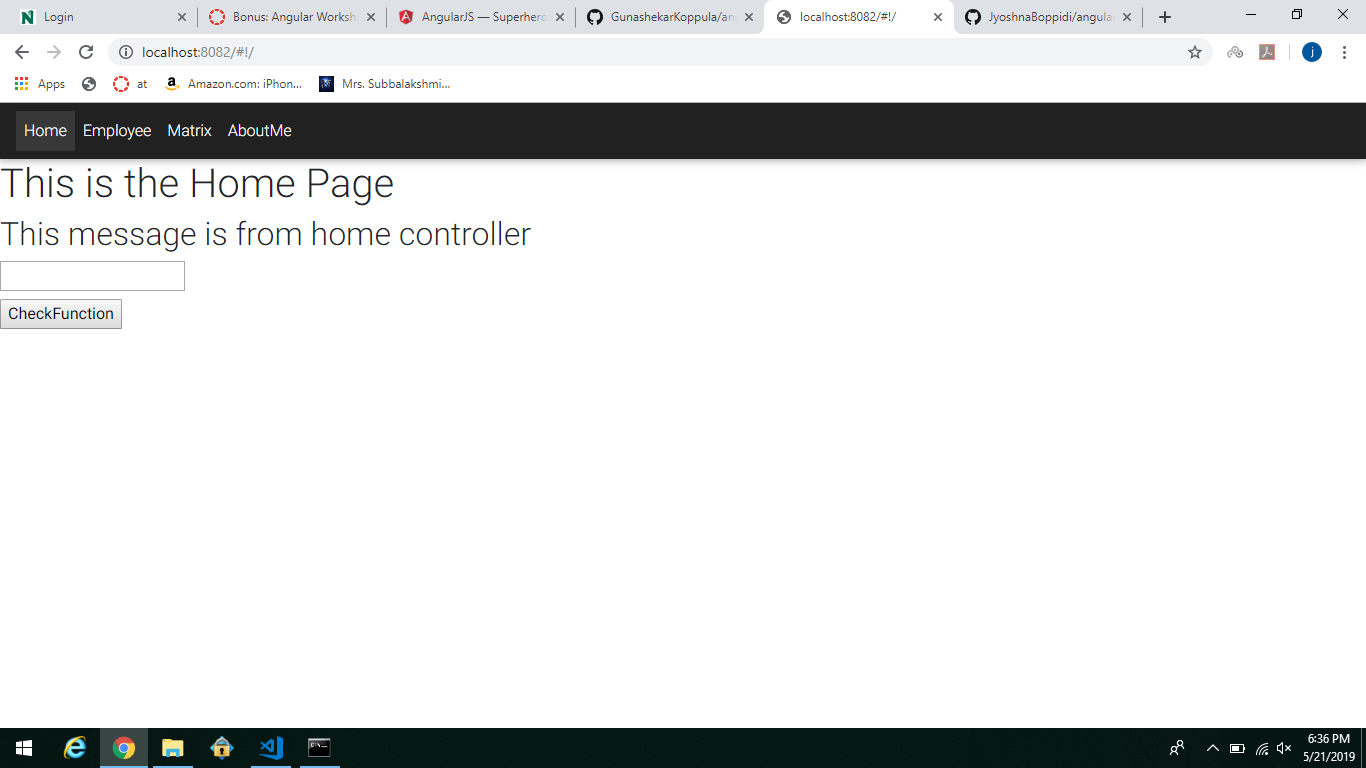 Login
Bonus: Angular Worksh
AngularJS — Superhero
GunashekarKoppula/an
localhost:8082/#!/
JyoshnaBoppidi/angula
localhost:8082/#!/
j
Apps
at
Amazon.com: iPhon...
Mrs. Subbalakshmi...
Home
Employee
Matrix
AboutMe
This is the Home Page
This message is from home controller
CheckFunction
6:36 PM
5/21/2019